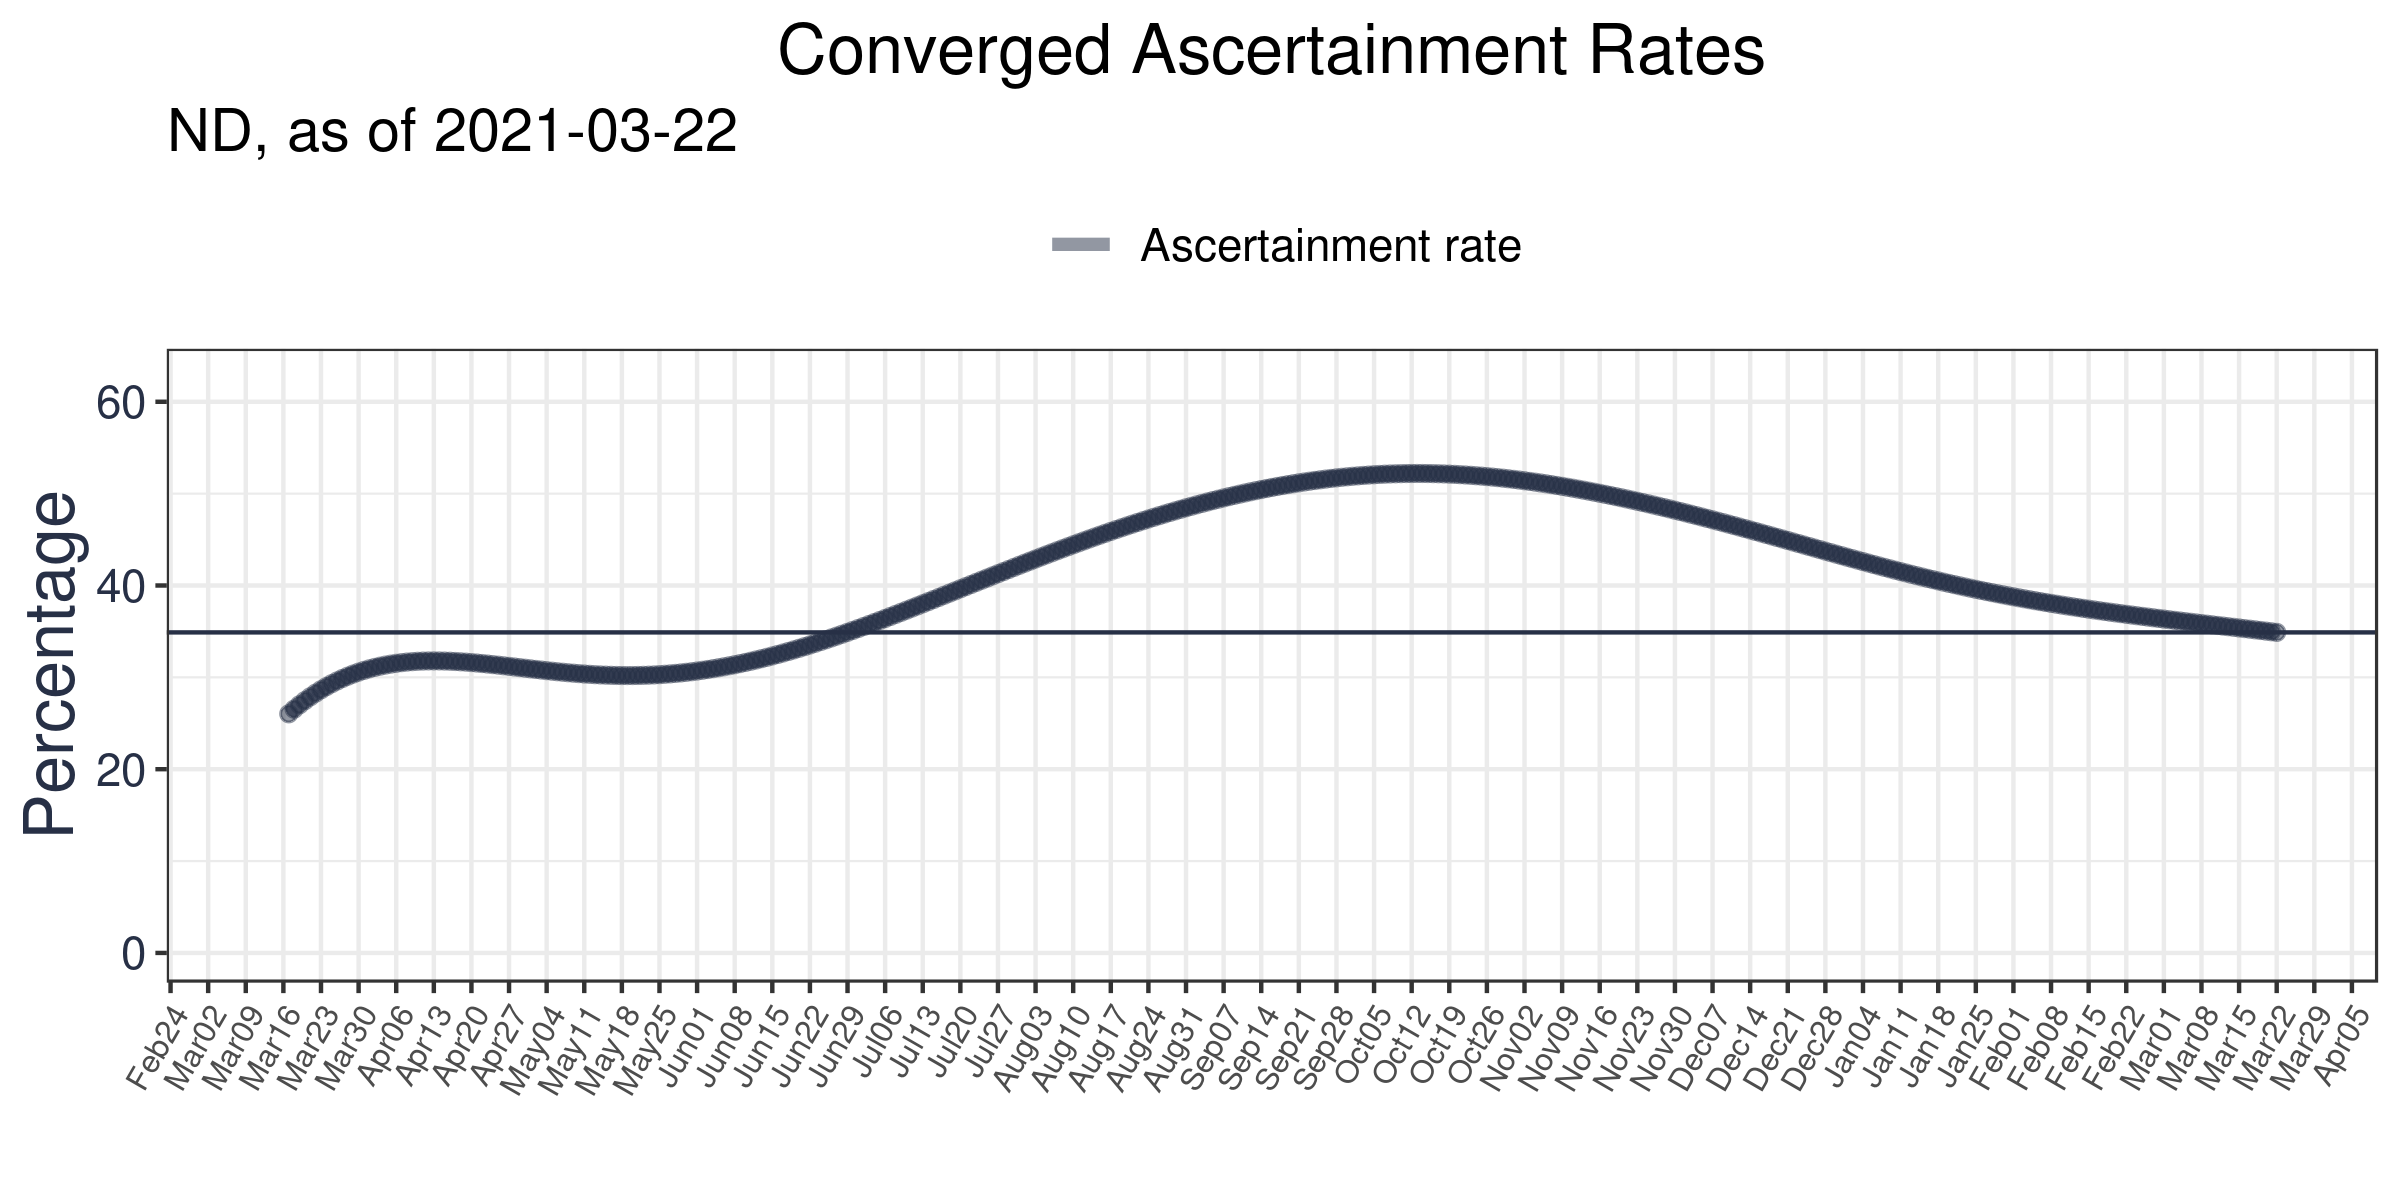 Converged Ascertainment Rates
ND, as of 2021-03-22
Ascertainment rate
Percentage
60
40
20
0
Feb24 Mar02 Mar09 Mar16 Mar23 Mar30 Apr06 Apr13 Apr20 Apr27 May04 May11 May18 May25 Jun01 Jun08 Jun15 Jun22 Jun29 Jul06 Jul13 Jul20 Jul27 Aug03 Aug10 Aug17 Aug24 Aug31 Sep07 Sep14 Sep21 Sep28 Oct05 Oct12 Oct19 Oct26 Nov02 Nov09 Nov16 Nov23 Nov30 Dec07 Dec14 Dec21 Dec28 Jan04 Jan11 Jan18 Jan25 Feb01 Feb08 Feb15 Feb22 Mar01 Mar08 Mar15 Mar22 Mar29 Apr05